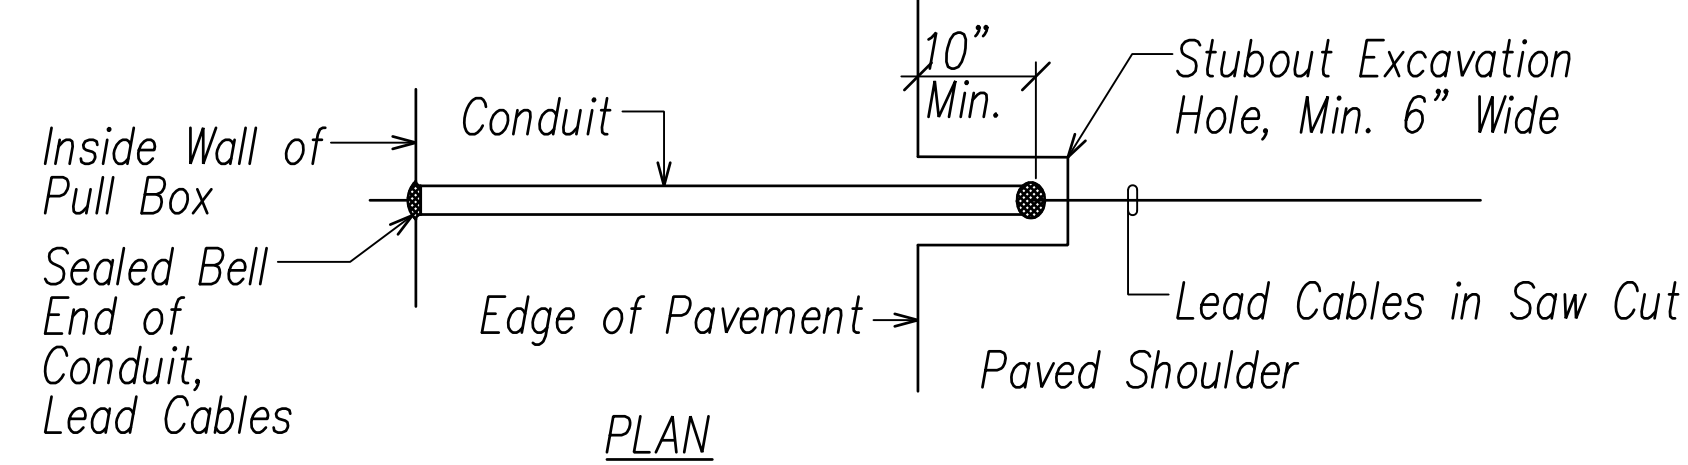 10”
Min.
Stubout Excavation
Hole, Min. 6” Wide
Conduit
Inside Wall of
Pull Box
Sealed Bell
End of
Conduit,
Lead Cables
Edge of Pavement
Lead Cables in Saw Cut
Paved Shoulder
PLAN